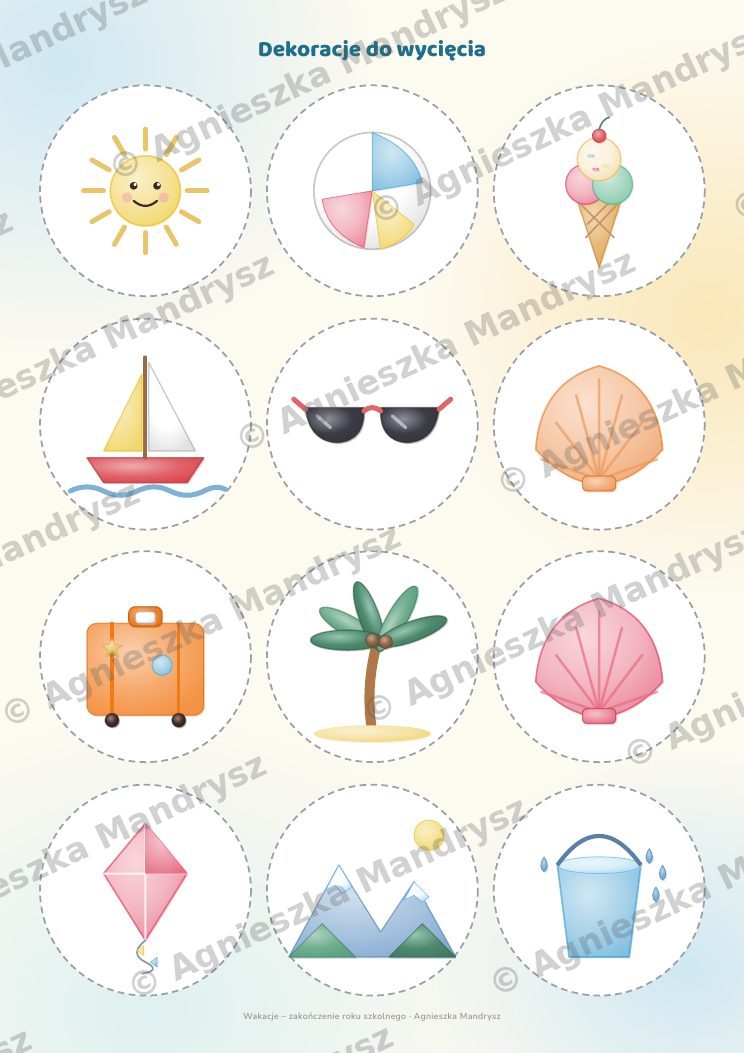 Dekoracje do wycięcia
© Agnieszka Mandrysz
Wakacje – zakończenie roku szkolnego · Agnieszka Mandrysz